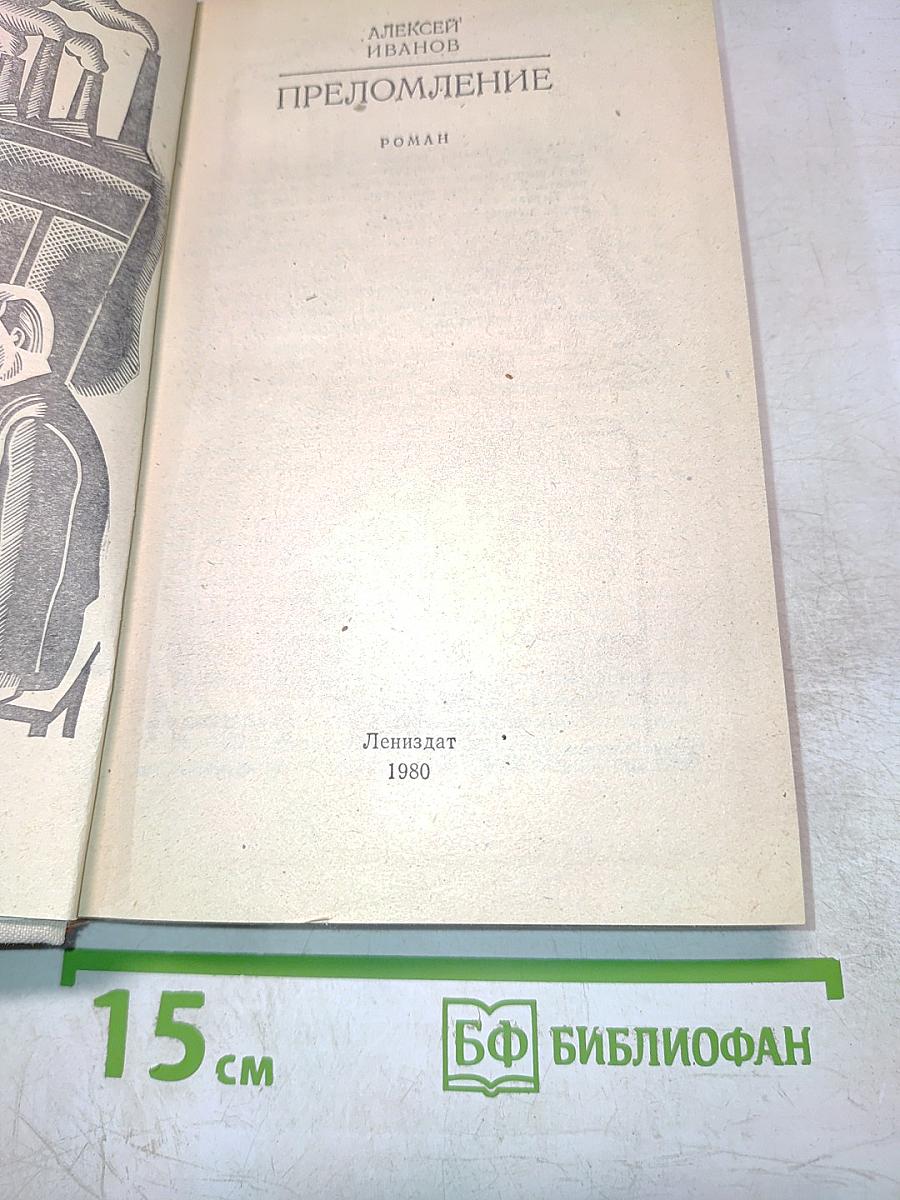 АЛЕКСЕЙ
ИВАНОВ
ПРЕЛОМЛЕНИЕ
РОМАН
Лениздат
1980
15 см
БФ БИБЛИОФАН